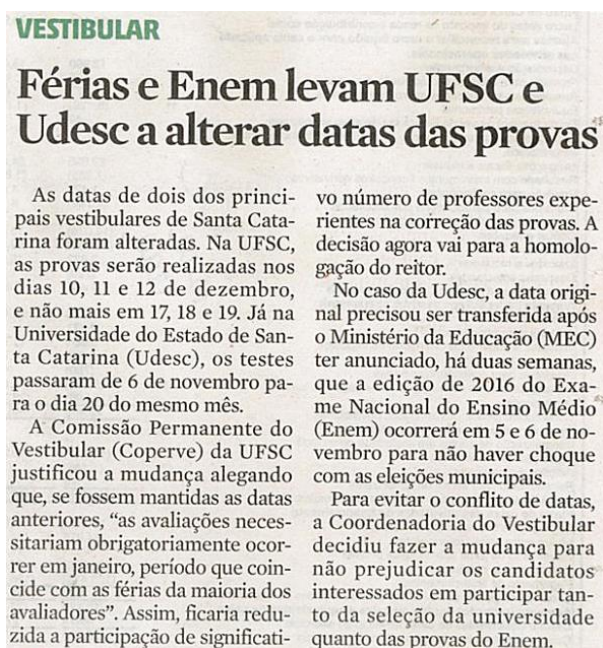 VESTIBULAR
Férias e Enem levam UFSC e
Udesc a alterar datas das provas
As datas de dois dos princi-
pais vestibulares de Santa Cata-
rina foram alteradas. Na UFSC,
as provas serão realizadas nos
dias 10, 11 e 12 de dezembro,
e não mais em 17, 18 e 19. Já na
Universidade do Estado de San-
ta Catarina (Udesc), os testes
passaram de 6 de novembro pa-
ra o dia 20 do mesmo mês.
A Comissão Permanente do
Vestibular (Coperve) da UFSC
justificou a mudança alegando
que, se fossem mantidas as datas
anteriores, “as avaliações neces-
sitariam obrigatoriamente ocor-
rer em janeiro, período que coin-
cide com as férias da maioria dos
avaliadores”. Assim, ficaria redu-
zida a participação de significati-
vo número de professores expe-
rientes na correção das provas. A
decisão agora vai para a homolo-
gação do reitor.
No caso da Udesc, a data origi-
nal precisou ser transferida após
o Ministério da Educação (MEC)
ter anunciado, há duas semanas,
que a edição de 2016 do Exa-
me Nacional do Ensino Médio
(Enem) ocorrerá em 5 e 6 de no-
vembro para não haver choque
com as eleições municipais.
Para evitar o conflito de datas,
a Coordenadoria do Vestibular
decidiu fazer a mudança para
não prejudicar os candidatos
interessados em participar tan-
to da seleção da universidade
quanto das provas do Enem.